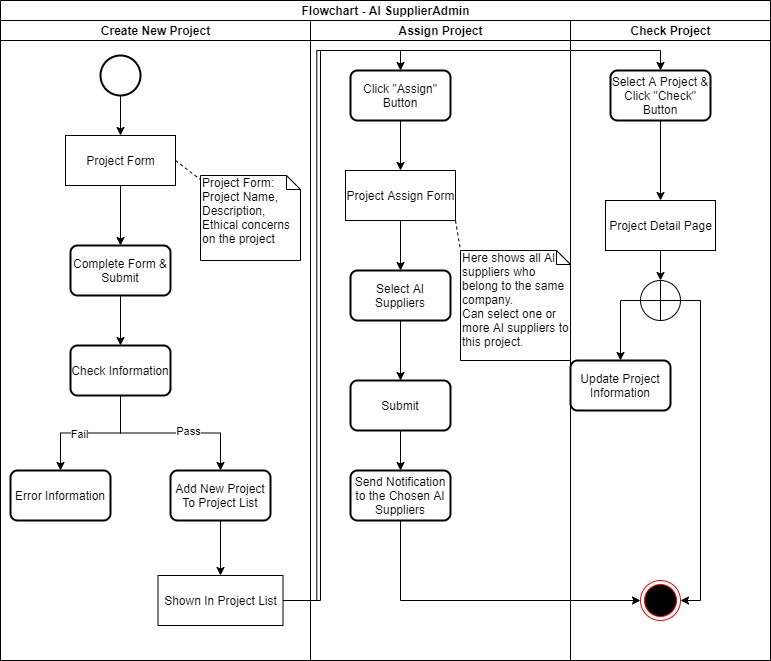 Flowchart - AI SupplierAdmin
Create New Project
Assign Project
Check Project
Project Form
Project Form:
Project Name,
Description,
Ethical concerns
on the project
Complete Form &
Submit
Check Information
Fail
Pass
Error Information
Add New Project
To Project List
Shown In Project List
Click "Assign"
Button
Project Assign Form
Here shows all AI
suppliers who
belong to the same
company.
Can select one or
more AI suppliers to
this project.
Select AI
Suppliers
Submit
Send Notification
to the Chosen AI
Suppliers
Select A Project &
Click "Check"
Button
Project Detail Page
Update Project
Information